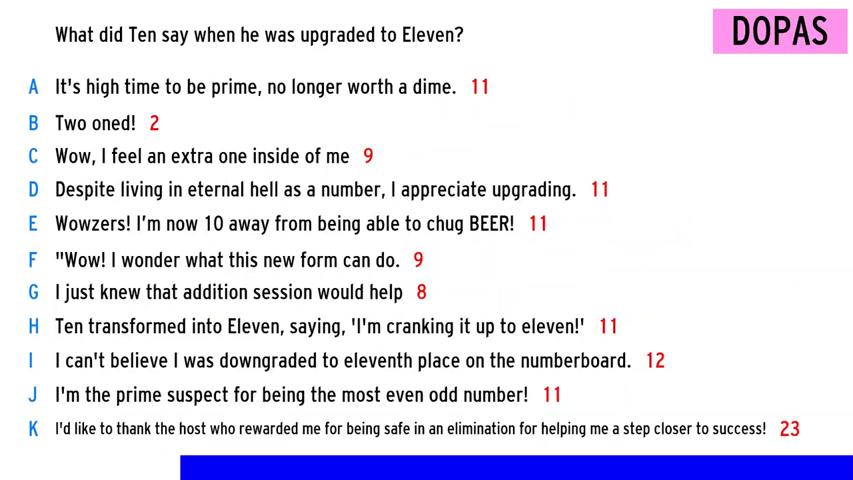 What did Ten say when he was upgraded to Eleven?
DOPAS
A It's high time to be prime, no longer worth a dime. 11
B Two oned! 2
C Wow, I feel an extra one inside of me 9
D Despite living in eternal hell as a number, I appreciate upgrading. 11
E Wowzers! I'm now 10 away from being able to chug BEER! 11
F "Wow! I wonder what this new form can do. 9
G I just knew that addition session would help 8
H Ten transformed into Eleven, saying, 'I'm cranking it up to eleven!' 11
I I can't believe I was downgraded to eleventh place on the numberboard. 12
J I'm the prime suspect for being the most even odd number! 11
K I'd like to thank the host who rewarded me for being safe in an elimination for helping me a step closer to success! 23